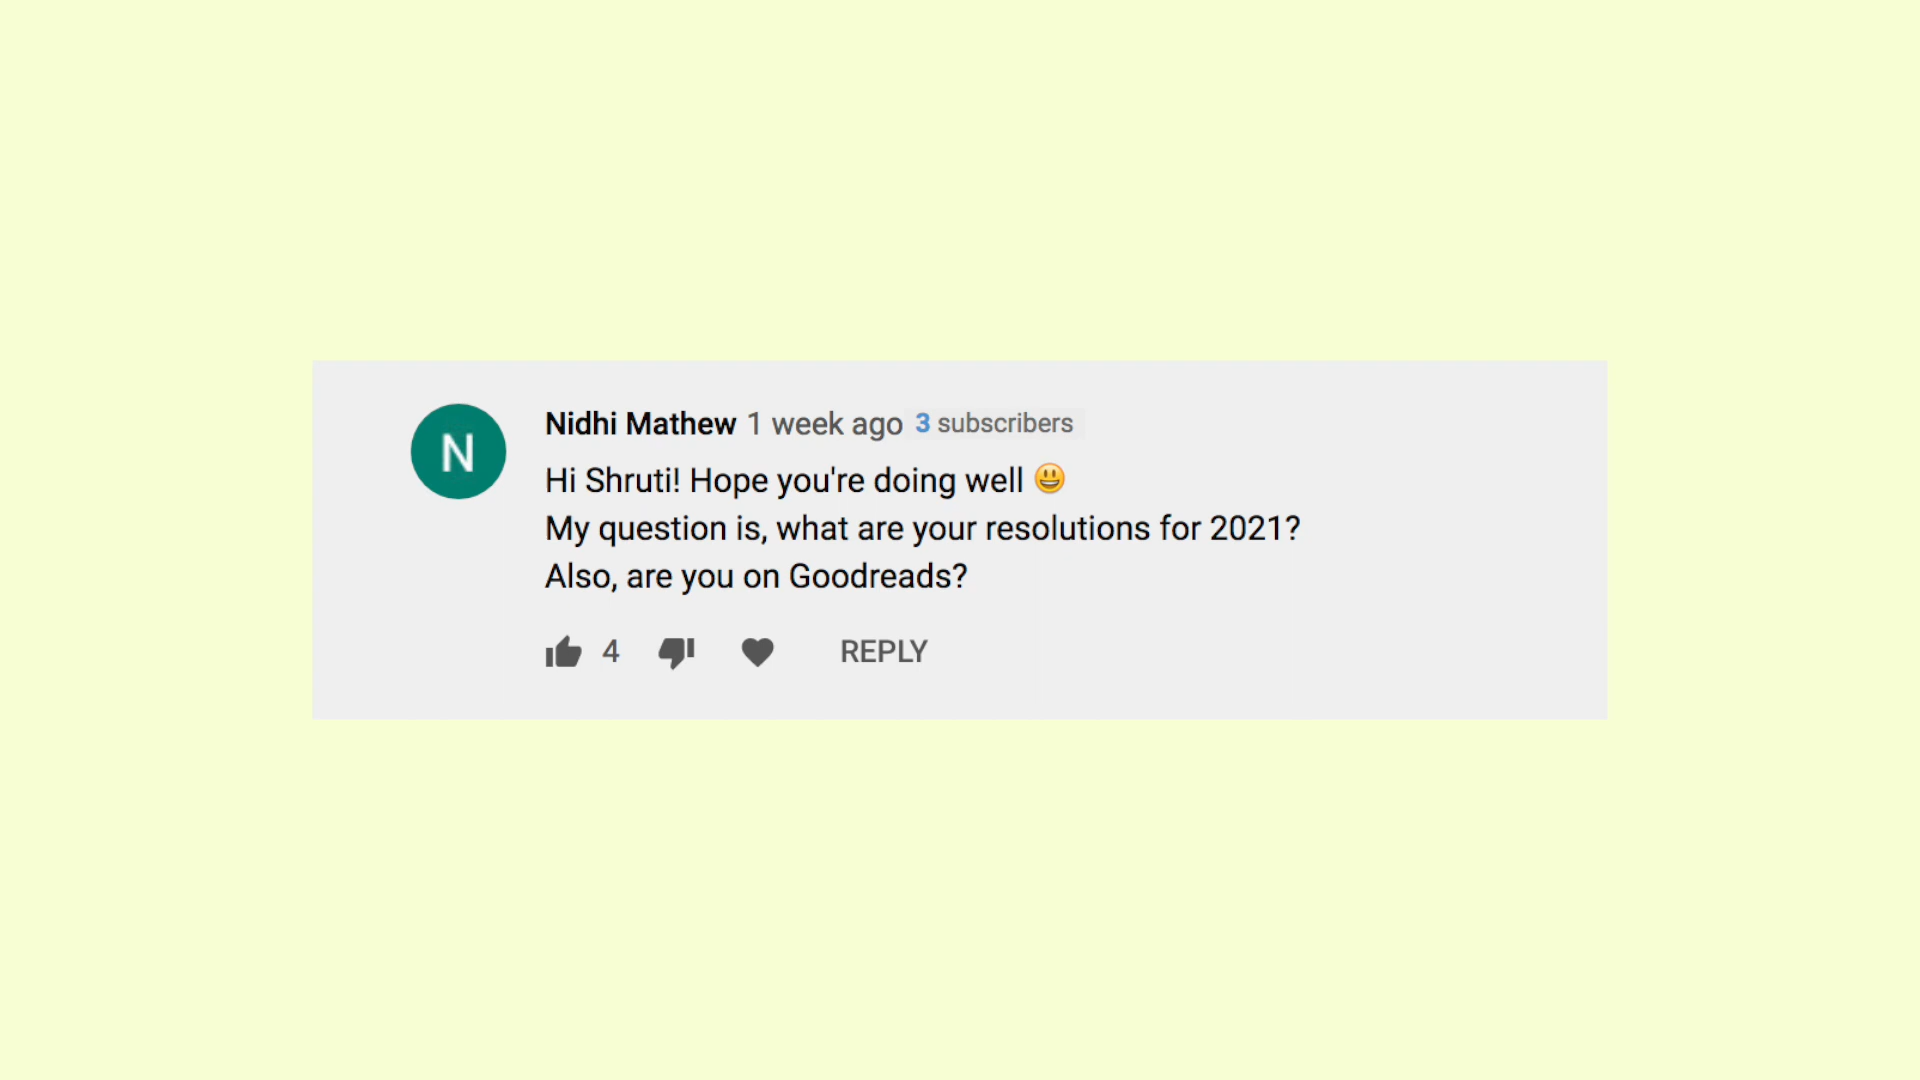 N
Nidhi Mathew 1 week ago 3 subscribers
Hi Shruti! Hope you're doing well 😃
My question is, what are your resolutions for 2021?
Also, are you on Goodreads?
4 REPLY